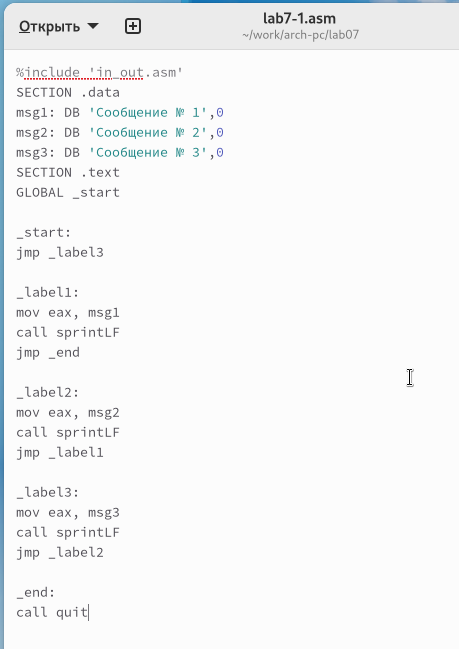 Открыть
lab7-1.asm
~/work/arch-pc/lab07
%include 'in_out.asm'
SECTION .data
msg1: DB 'Сообщение № 1',0
msg2: DB 'Сообщение № 2',0
msg3: DB 'Сообщение № 3',0
SECTION .text
GLOBAL _start

_start:
jmp _label3

_label1:
mov eax, msg1
call sprintLF
jmp _end

_label2:
mov eax, msg2
call sprintLF
jmp _label1

_label3:
mov eax, msg3
call sprintLF
jmp _label2

_end:
call quit